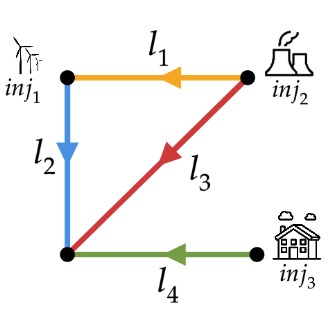 l₁
inj₁
inj₂
l₂
l₃
inj₃
l₄